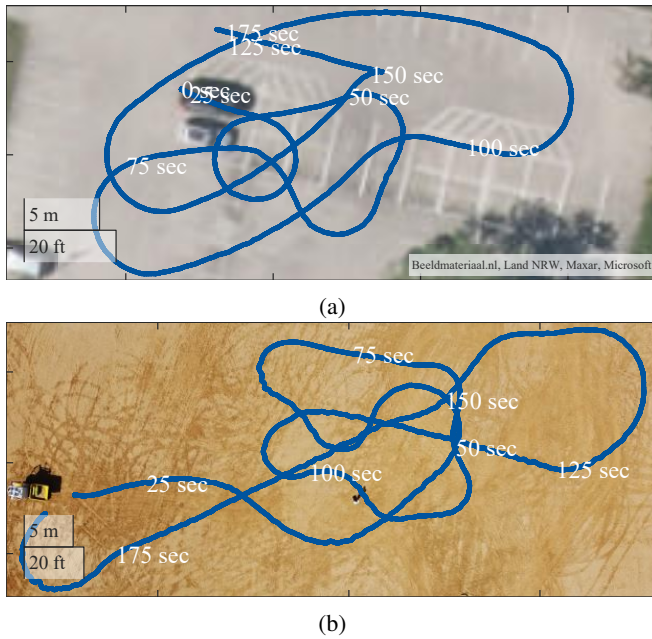 175 sec
125 sec
150 sec
0 sec
25 sec
50 sec
100 sec
75 sec
5 m
20 ft
Beeldmateriaal.nl, Land NRW, Maxar, Microsoft
(a)
75 sec
150 sec
50 sec
125 sec
100 sec
25 sec
5 m
20 ft
175 sec
(b)